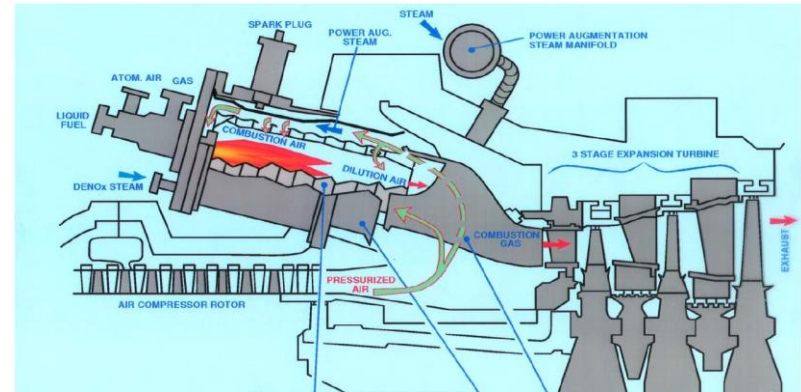 STEAM
SPARK PLUG
POWER AUG.
STEAM
POWER AUGMENTATION
STEAM MANIFOLD
ATOM. AIR
GAS
LIQUID
FUEL
COMBUSTION AIR
DILUTION AIR
3 STAGE EXPANSION TURBINE
DENOx STEAM
COMBUSTION
GAS
EXHAUST
PRESSURIZED
AIR
AIR COMPRESSOR ROTOR